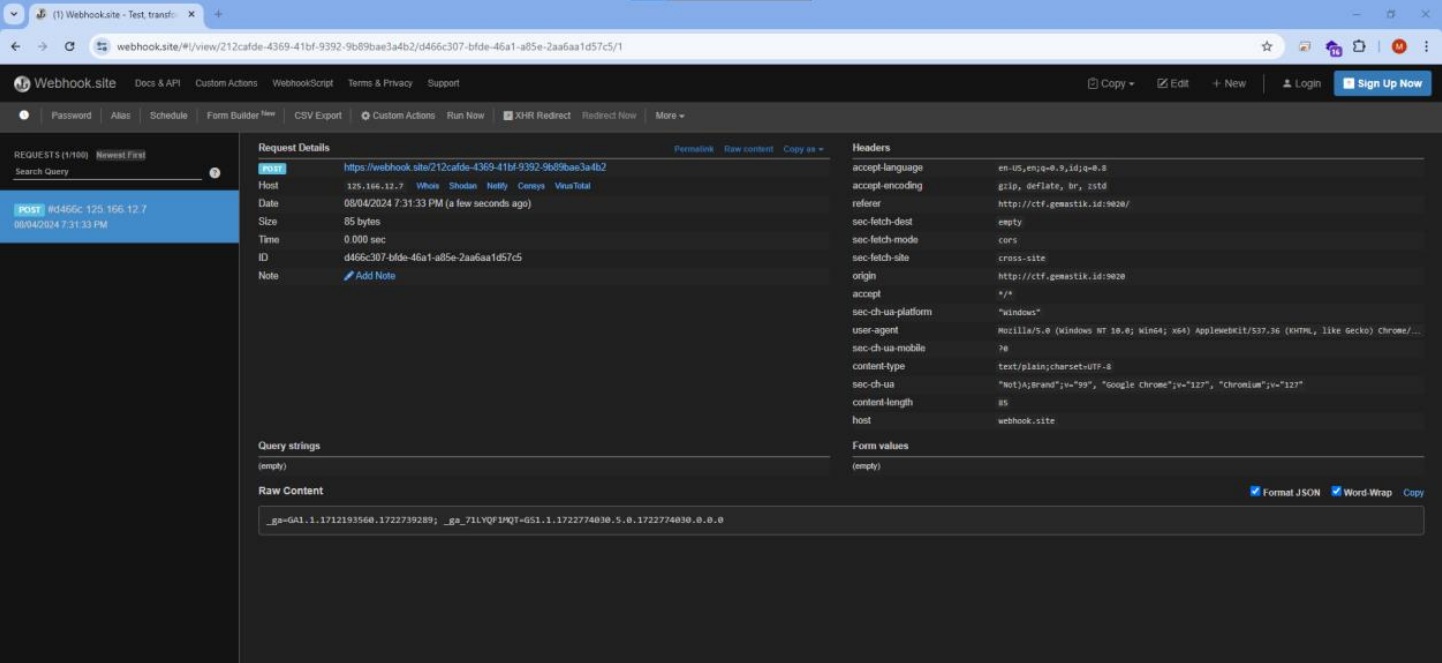 (1) Webhook.site - Test, transfo
webhook.site/#!/view/212cafde-4369-41bf-9392-9b89bae3a4b2/d466c307-bfde-46a1-a85e-2aa6aa1d57c5/1
16
M
Webhook.site Docs & API Custom Actions WebhookScript Terms & Privacy Support Copy Edit + New Login Sign Up Now
Password Alias Schedule Form Builder New CSV Export Custom Actions Run Now XHR Redirect Redirect Now More
REQUESTS (1/100) Newest First
Search Query
POST #d466c 125.166.12.7
08/04/2024 7:31:33 PM
Request Details Permalink Raw content Copy as
POST https://webhook.site/212cafde-4369-41bf-9392-9b89bae3a4b2
Host 125.166.12.7 Whois Shodan Netify Censys VirusTotal
Date 08/04/2024 7:31:33 PM (a few seconds ago)
Size 85 bytes
Time 0.000 sec
ID d466c307-bfde-46a1-a85e-2aa6aa1d57c5
Note Add Note
Headers
accept-language en-US,en;q=0.9,id;q=0.8
accept-encoding gzip, deflate, br, zstd
referer http://ctf.gemastik.id:9020/
sec-fetch-dest empty
sec-fetch-mode cors
sec-fetch-site cross-site
origin http://ctf.gemastik.id:9020
accept */*
sec-ch-ua-platform "Windows"
user-agent Mozilla/5.0 (Windows NT 10.0; Win64; x64) AppleWebKit/537.36 (KHTML, like Gecko) Chrome/...
sec-ch-ua-mobile ?0
content-type text/plain;charset=UTF-8
sec-ch-ua "Not)A;Brand";v="99", "Google Chrome";v="127", "Chromium";v="127"
content-length 85
host webhook.site
Query strings
(empty)
Form values
(empty)
Raw Content Format JSON Word-Wrap Copy
_ga=GA1.1.1712193560.1722739289; _ga_71LYQF1MQT=GS1.1.1722774030.5.0.1722774030.0.0.0